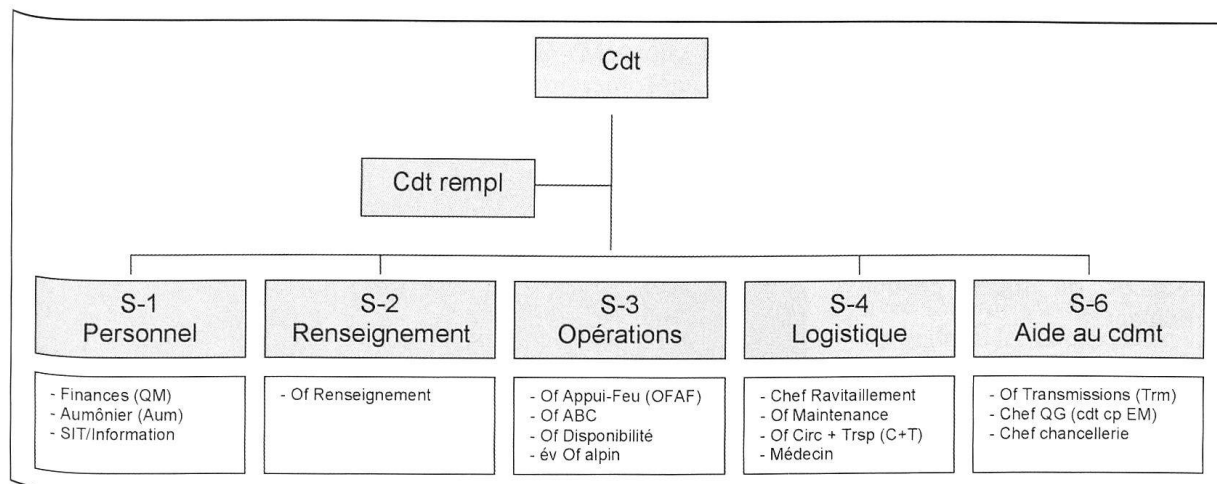 Cdt
Cdt rempl
S-1
Personnel
- Finances (QM)
- Aumônier (Aum)
- SIT/Information
S-2
Renseignement
- Of Renseignement
S-3
Opérations
- Of Appui-Feu (OFAF)
- Of ABC
- Of Disponibilité
- év Of alpin
S-4
Logistique
- Chef Ravitaillement
- Of Maintenance
- Of Circ + Trsp (C+T)
- Médecin
S-6
Aide au cdmt
- Of Transmissions (Trm)
- Chef QG (cdt cp EM)
- Chef chancellerie